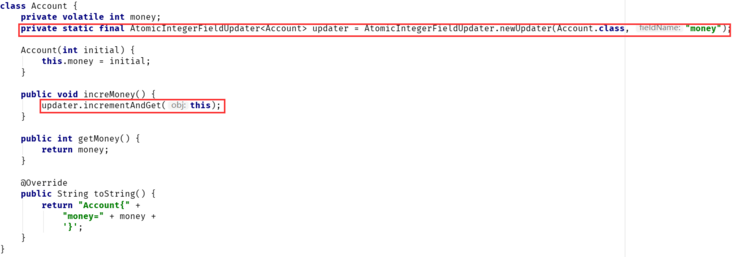 class Account {
    private volatile int money;
    private static final AtomicIntegerFieldUpdater<Account> updater = AtomicIntegerFieldUpdater.newUpdater(Account.class, fieldName: "money");
    Account(int initial) {
        this.money = initial;
    }
    public void increMoney() {
        updater.incrementAndGet( obj: this);
    }
    public int getMoney() {
        return money;
    }
    @Override
    public String toString() {
        return "Account{" +
            "money=" + money +
            '}';
    }
}